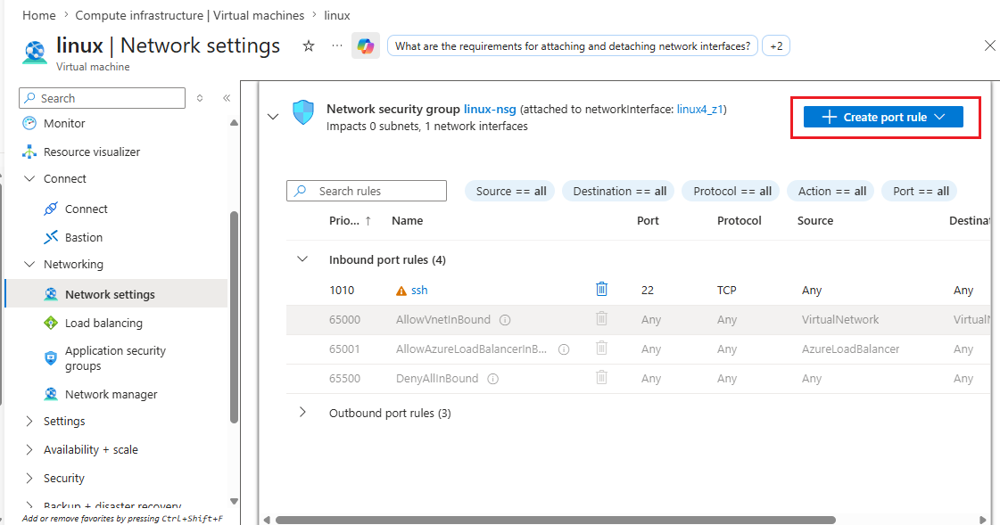 Home > Compute infrastructure | Virtual machines > linux
linux | Network settings
Virtual machine
What are the requirements for attaching and detaching network interfaces?
+2
Search
Monitor
Resource visualizer
Connect
Connect
Bastion
Networking
Network settings
Load balancing
Application security
groups
Network manager
Settings
Availability + scale
Security
Backup + disaster recovery
Add or remove favorites by pressing Ctrl+Shift+F
Network security group linux-nsg (attached to networkInterface: linux4_z1)
Impacts 0 subnets, 1 network interfaces
+ Create port rule
Search rules
Source == all
Destination == all
Protocol == all
Action == all
Port == all
Prio... ↑ Name Port Protocol Source Destinat
Inbound port rules (4)
1010 ssh 22 TCP Any Any
65000 AllowVnetInBound Any Any VirtualNetwork VirtualN
65001 AllowAzureLoadBalancerInB... Any Any AzureLoadBalancer Any
65500 DenyAllInBound Any Any Any Any
Outbound port rules (3)